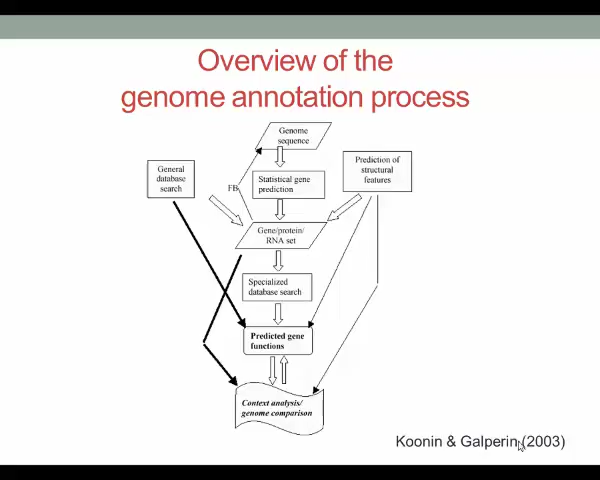 Overview of the
genome annotation process
Genome
sequence
General
database
search
FB
Statistical gene
prediction
Prediction of
structural
features
Gene/protein/
RNA set
Specialized
database search
Predicted gene
functions
Context analysis/
genome comparison
Koonin & Galperin (2003)